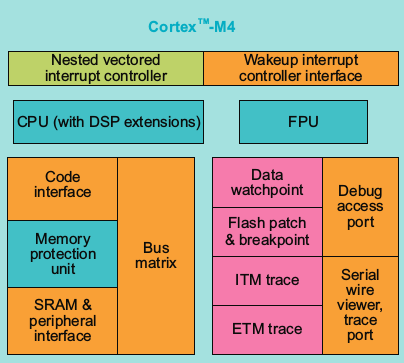 Cortex™-M4
Nested vectored
interrupt controller
Wakeup interrupt
controller interface
CPU (with DSP extensions)
FPU
Code
interface
Memory
protection
unit
SRAM &
peripheral
interface
Bus
matrix
Data
watchpoint
Flash patch
& breakpoint
ITM trace
ETM trace
Debug
access
port
Serial
wire
viewer,
trace
port